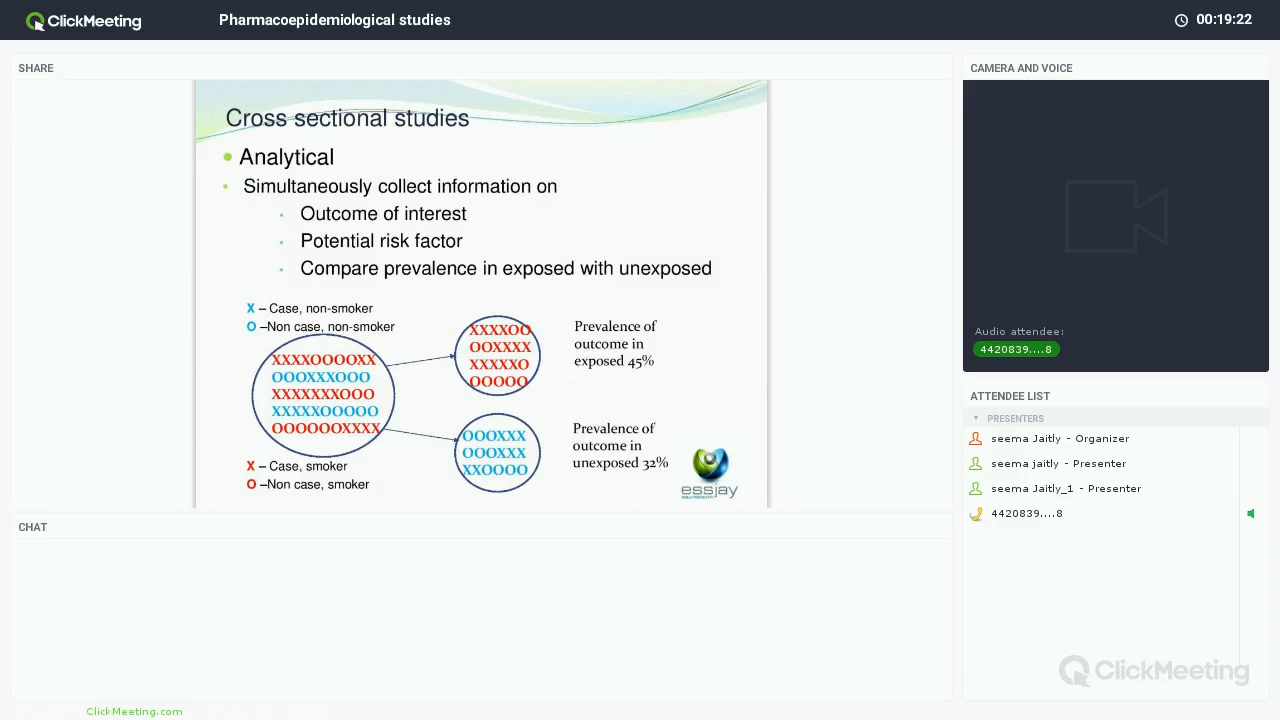 ClickMeeting
Pharmacoepidemiological studies
00:19:22
SHARE
Cross sectional studies
Analytical
Simultaneously collect information on
Outcome of interest
Potential risk factor
Compare prevalence in exposed with unexposed
X – Case, non-smoker
O –Non case, non-smoker
XXXXOOOOXX
OOOXXXOOO
XXXXXXXOOO
XXXXXOOOOO
OOOOOOXXXX
X – Case, smoker
O – Non case, smoker
XXXXOO
OOXXXX
XXXXXO
OOOOO
Prevalence of
outcome in
exposed 45%
OOOXXX
OOOXXX
XXOOOO
Prevalence of
outcome in
unexposed 32%
essjay
CHAT
CAMERA AND VOICE
Audio attendee:
4420839....8
ATTENDEE LIST
PRESENTERS
seema Jaitly - Organizer
seema jaitly - Presenter
seema Jaitly_1 - Presenter
4420839....8
ClickMeeting
ClickMeeting.com